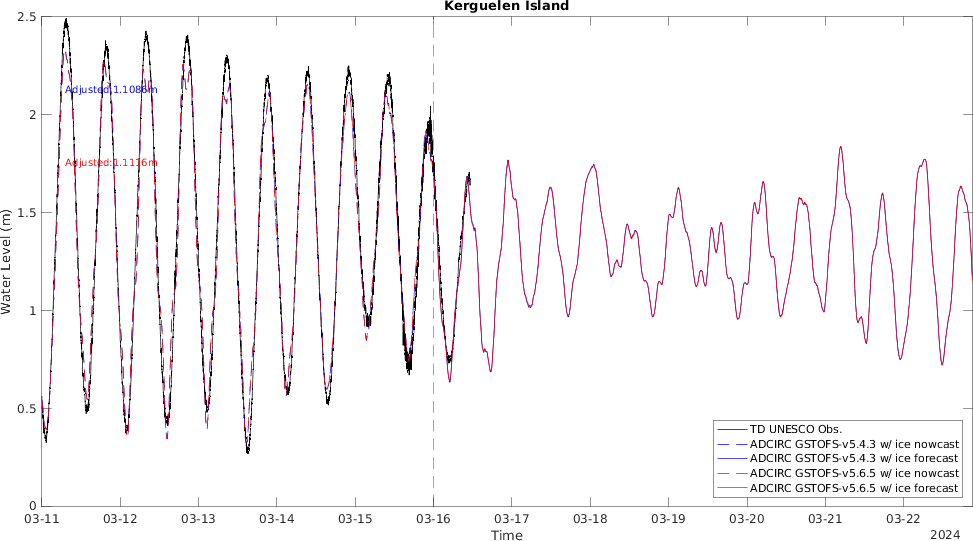 Kerguelen Island
2.5
2
1.5
1
0.5
0
Water Level (m)
Adjusted:1.1086m
Adjusted:1.1116m
TD UNESCO Obs.
ADCIRC GSTOFS-v5.4.3 w/ ice nowcast
ADCIRC GSTOFS-v5.4.3 w/ ice forecast
ADCIRC GSTOFS-v5.6.5 w/ ice nowcast
ADCIRC GSTOFS-v5.6.5 w/ ice forecast
03-11 03-12 03-13 03-14 03-15 03-16 03-17 03-18 03-19 03-20 03-21 03-22
Time
2024